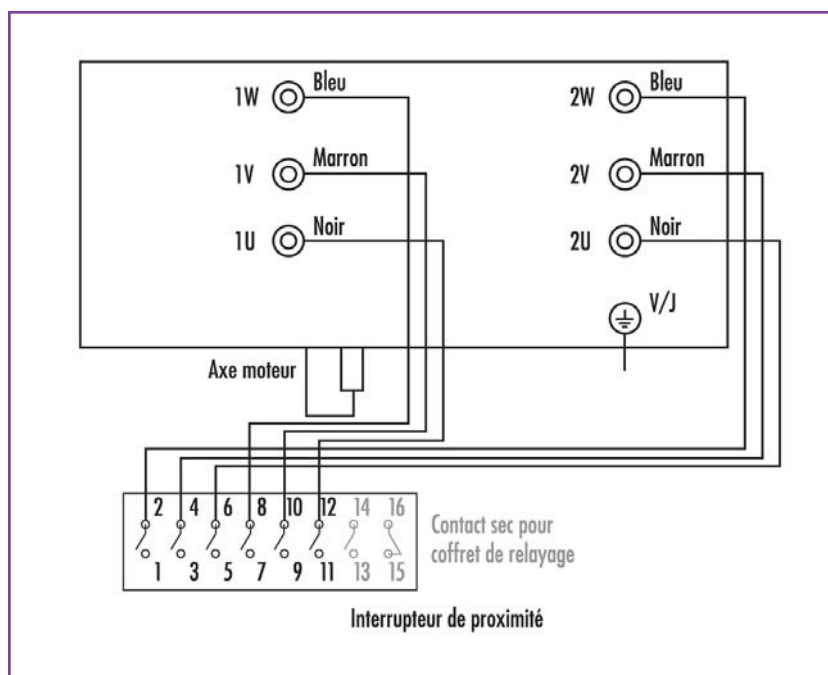 1W Bleu 2W Bleu
1V Marron 2V Marron
1U Noir 2U Noir
V/J
Axe moteur
2 4 6 8 10 12 14 16
Contact sec pour
coffret de relayage
1 3 5 7 9 11 13 15
Interrupteur de proximité